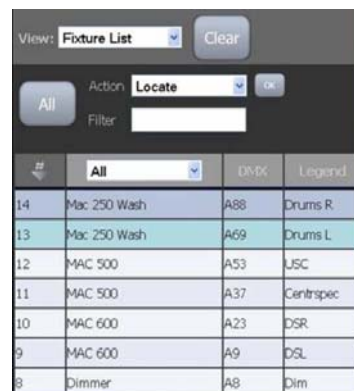 View: Fixture List Clear
All Action Locate OK
Filter
# All DMX Legend
14 Mac 250 Wash A88 Drums R
13 Mac 250 Wash A69 Drums L
12 MAC 500 A53 USC
11 MAC 500 A37 Centrspec
10 MAC 600 A23 DSR
9 MAC 600 A9 DSL
8 Dimmer A8 Dim